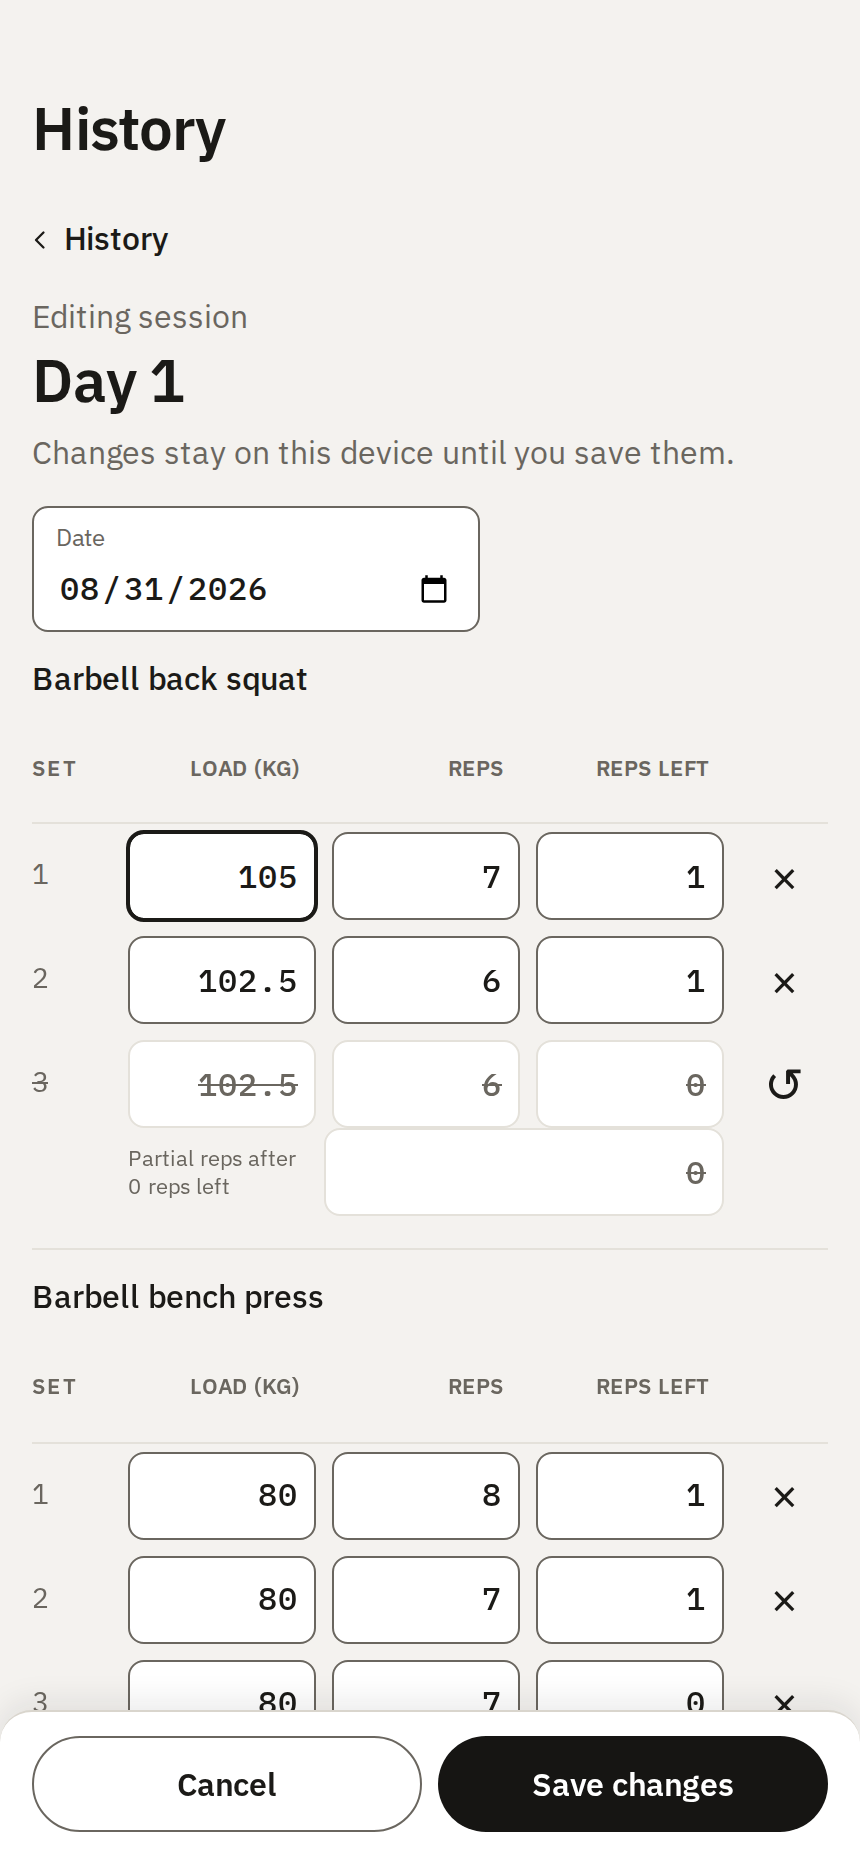 History
History
Editing session
Day 1
Changes stay on this device until you save them.
Date
08/31/2026
Barbell back squat
SET LOAD (KG) REPS REPS LEFT
1 105 7 1 ×
2 102.5 6 1 ×
3 102.5 6 0 ↺
Partial reps after
0 reps left
0
Barbell bench press
SET LOAD (KG) REPS REPS LEFT
1 80 8 1 ×
2 80 7 1 ×
3 80 7 0 ×
Cancel Save changes